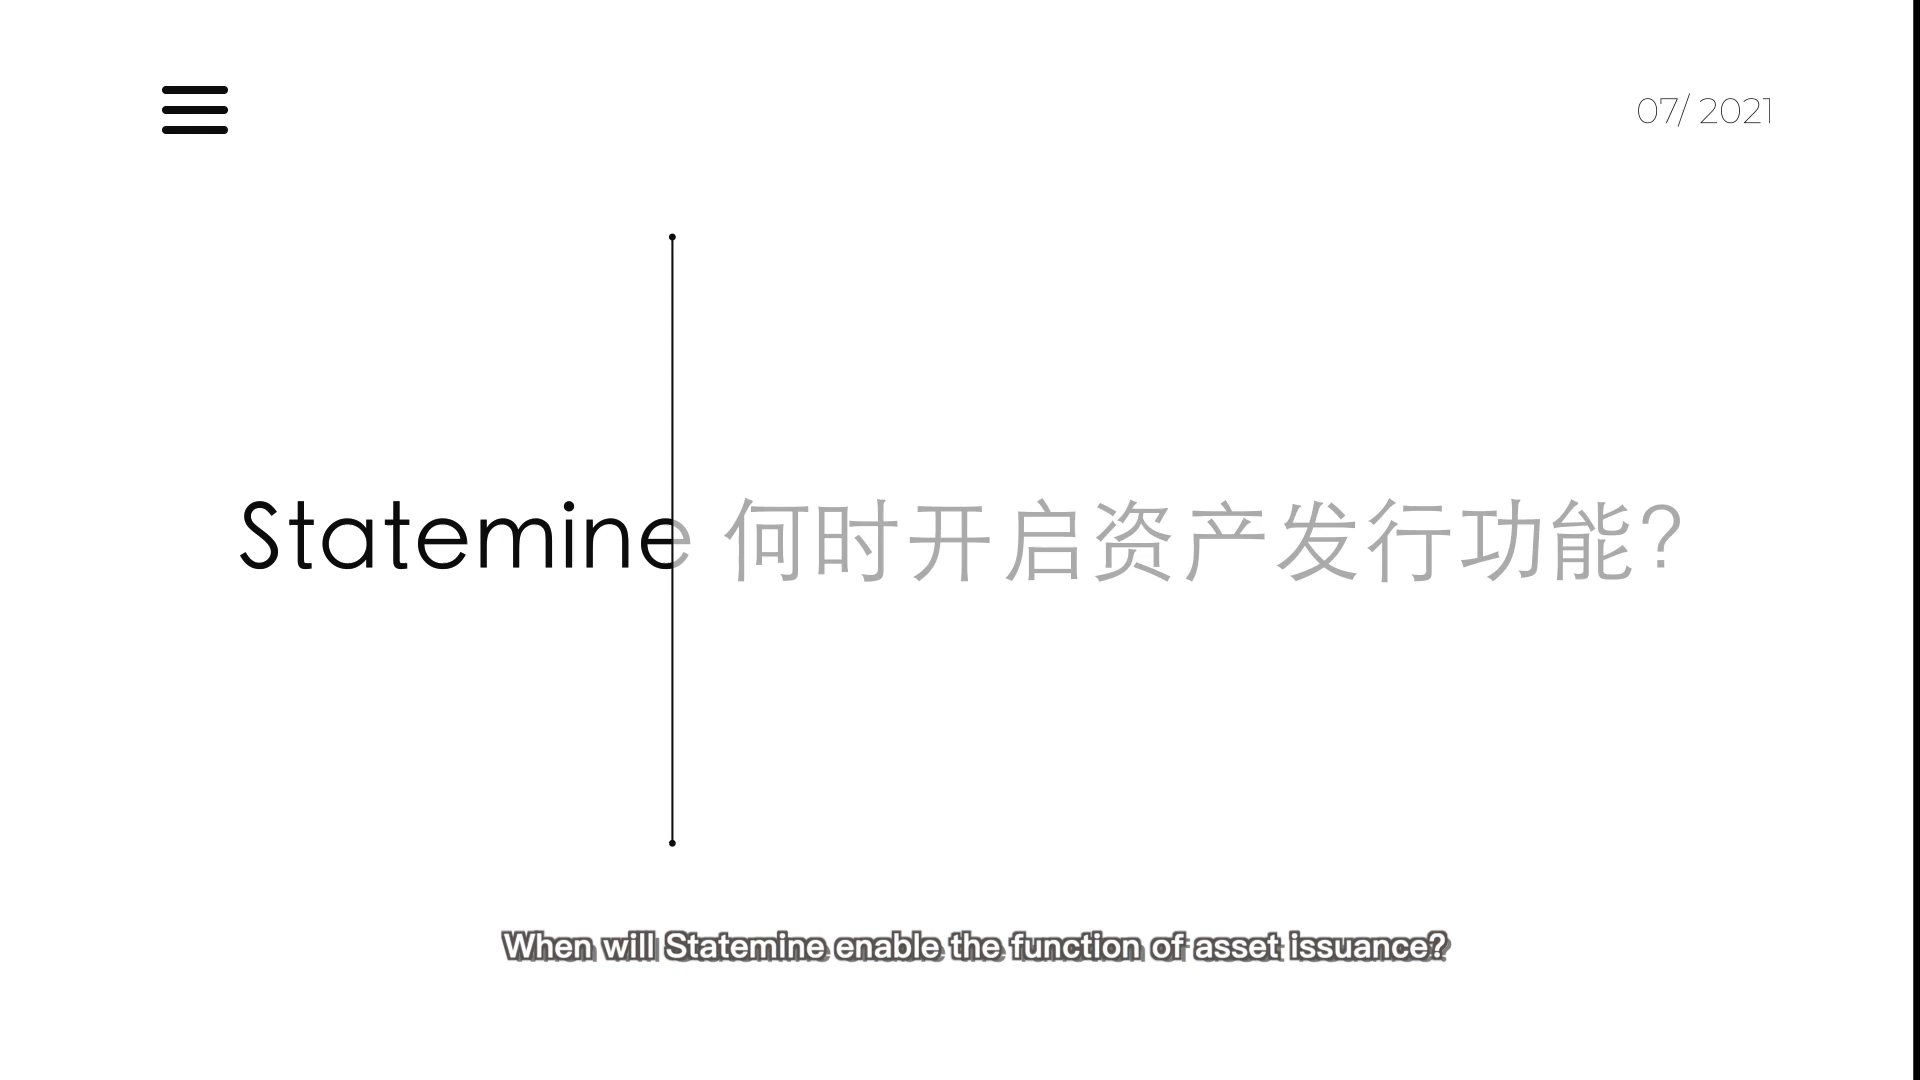 07/ 2021
Statemine 何时开启资产发行功能?
When will Statemine enable the function of asset issuance?